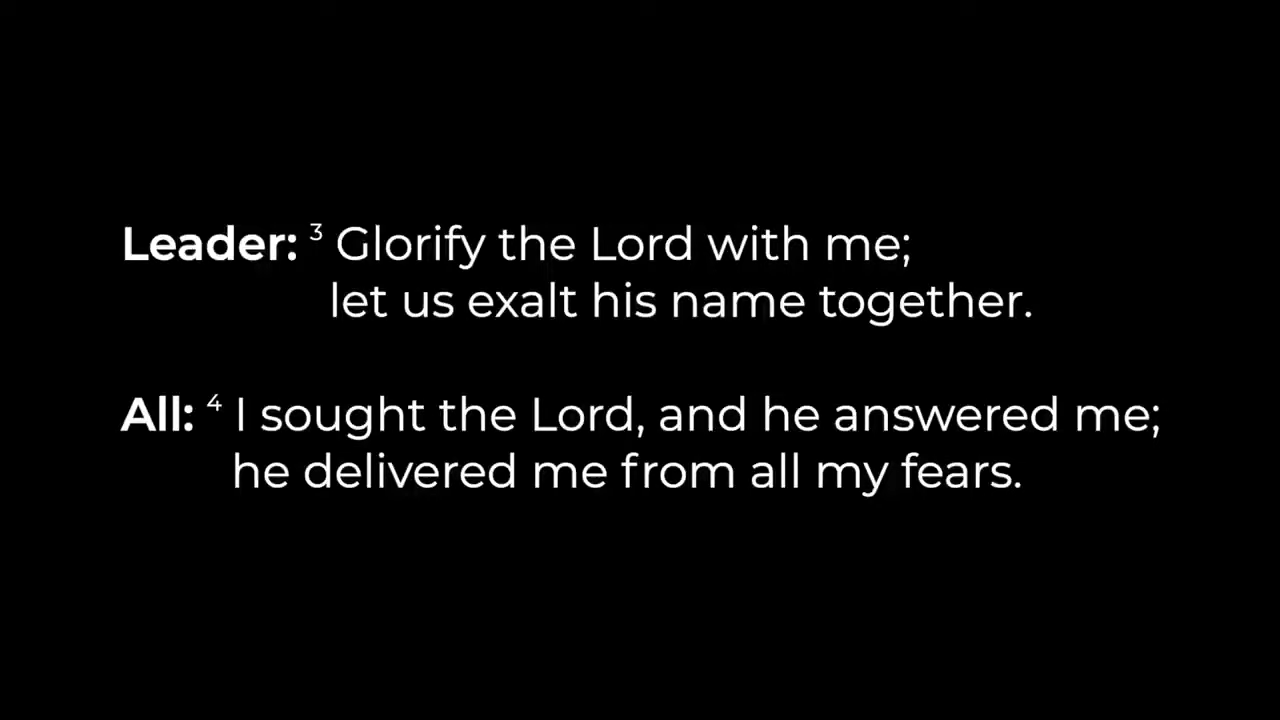 Leader: ³ Glorify the Lord with me;
let us exalt his name together.
All: ⁴ I sought the Lord, and he answered me;
he delivered me from all my fears.